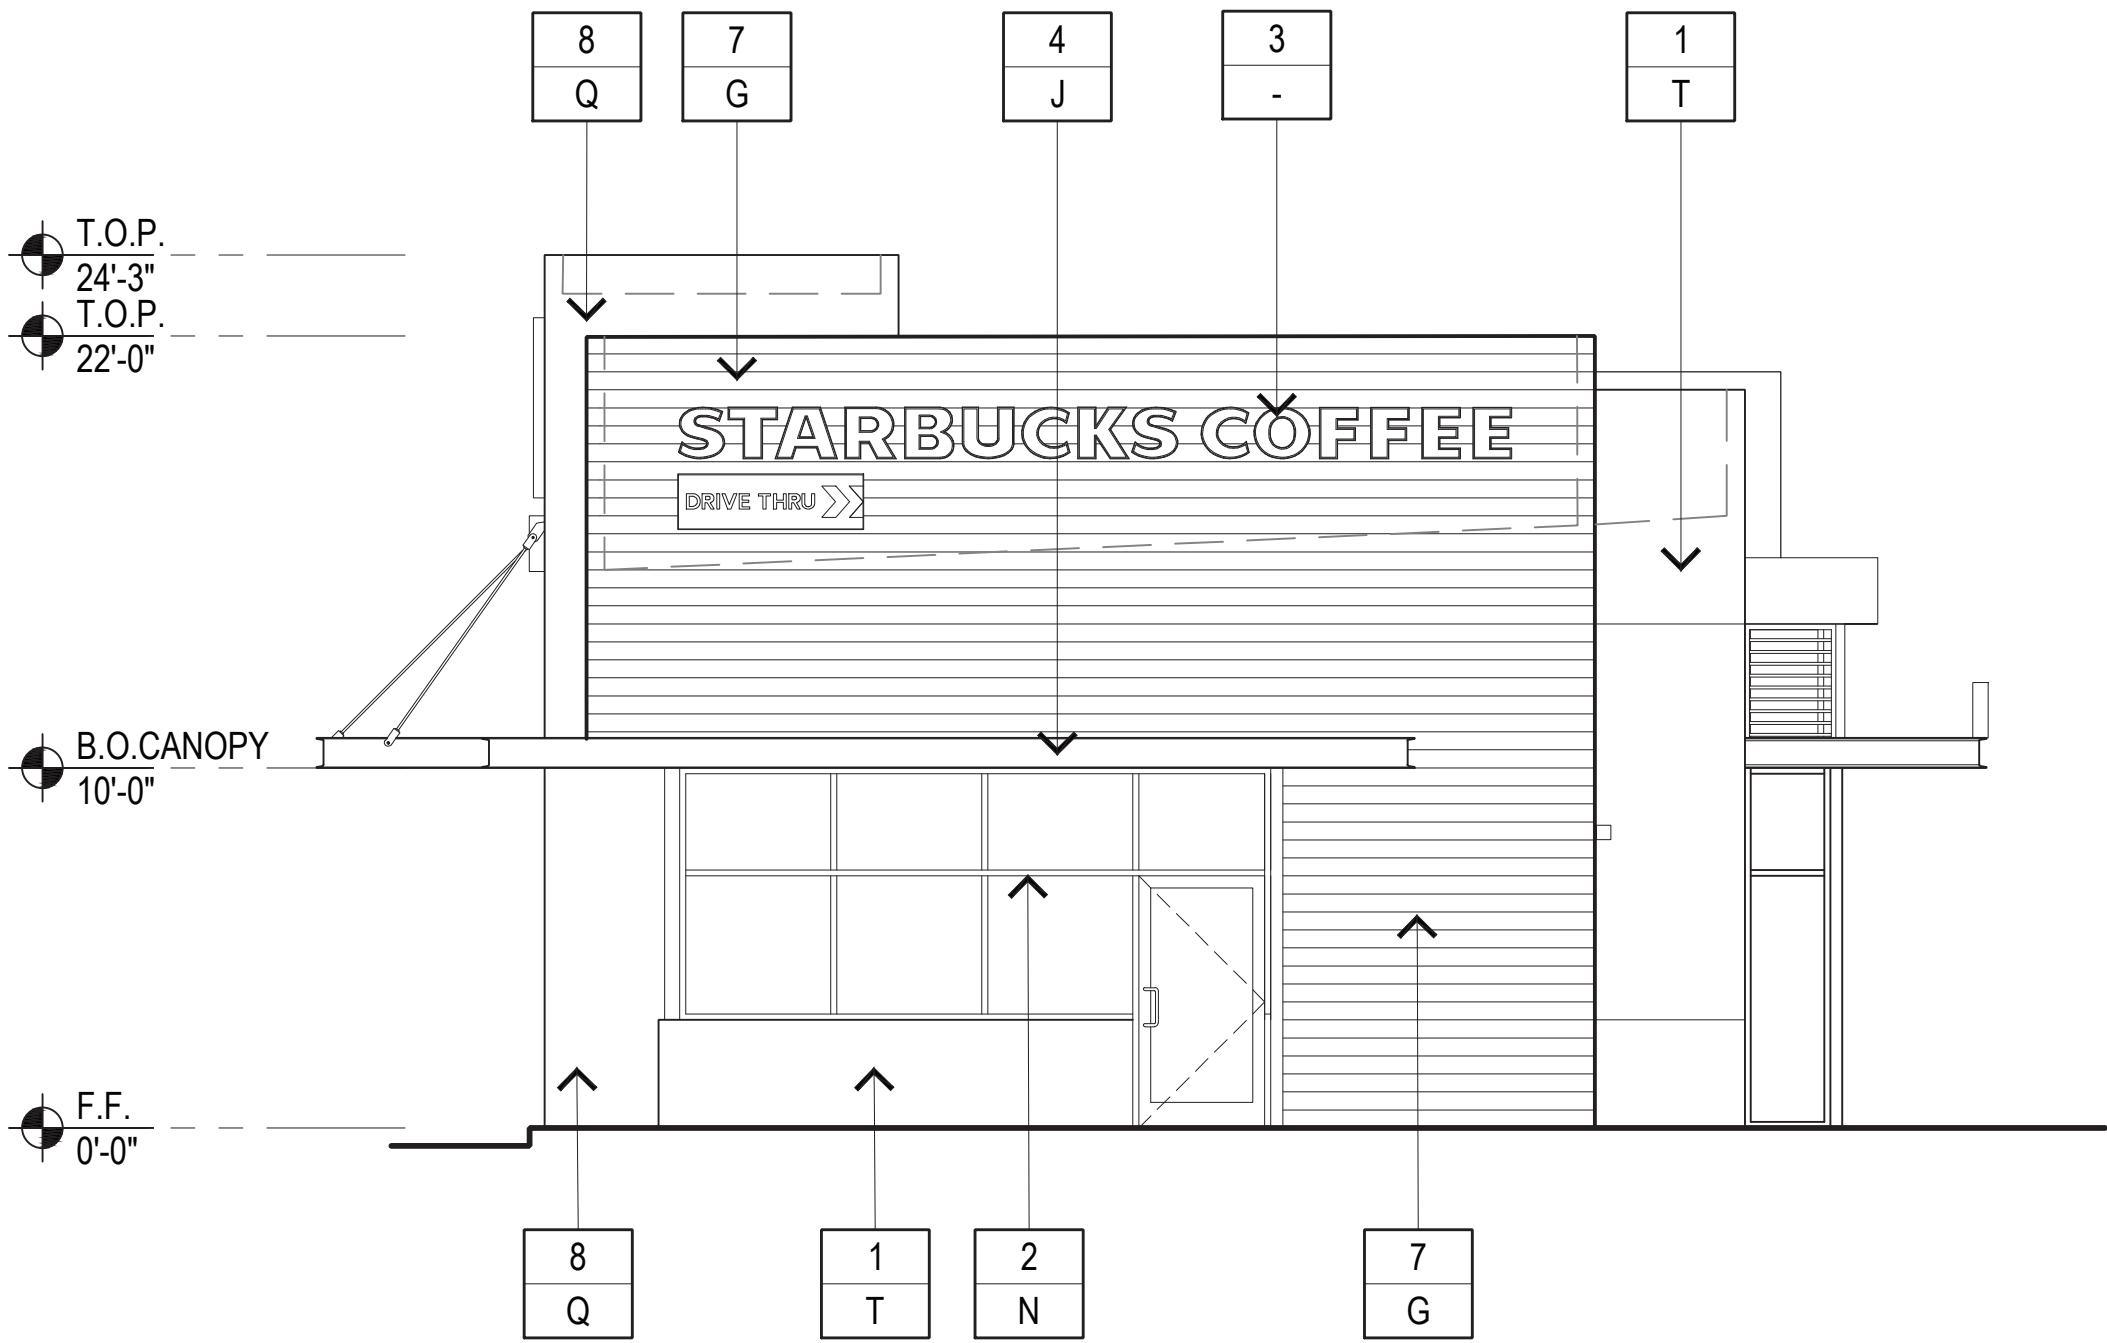 8
Q
7
G
4
J
3
-
1
T
T.O.P.
24'-3"
T.O.P.
22'-0"
STARBUCKS COFFEE
DRIVE THRU
B.O.CANOPY
10'-0"
F.F.
0'-0"
8
Q
1
T
2
N
7
G